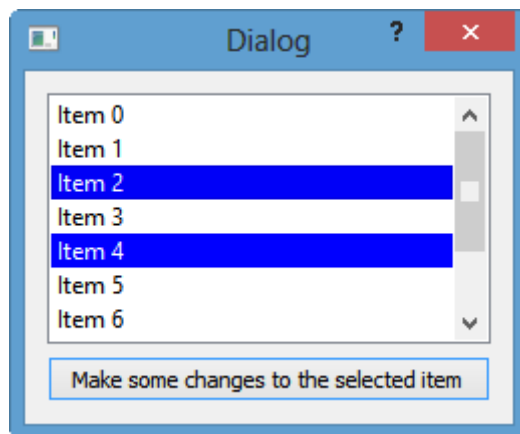 Dialog ?
Item 0
Item 1
Item 2
Item 3
Item 4
Item 5
Item 6
Make some changes to the selected item